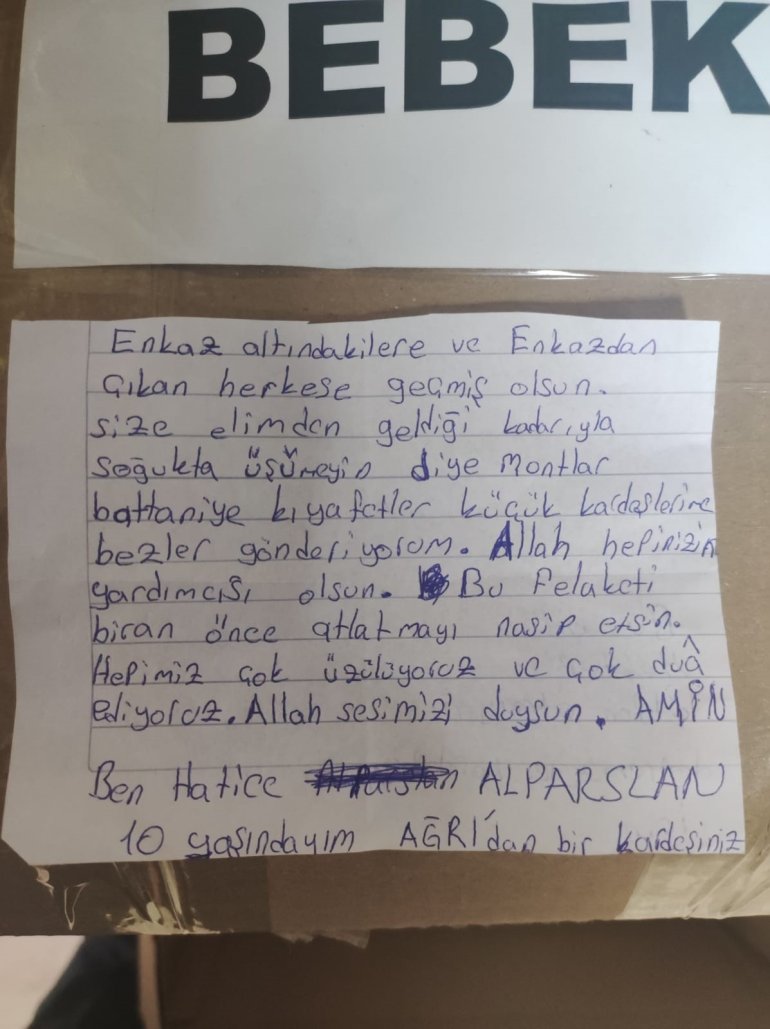 BEBEK
Enkaz altındakilere ve Enkazdan
Çıkan herkese geçmiş olsun.
size elimden geldiği kadarıyla
soğukta üşümeyin diye montlar
battaniye kıyafetler küçük kardeşlerime
bezler gönderiyorum. Allah hepinizin
yardımcısı olsun. Bu felaketi
biran önce atlatmayı nasip etsin.
Hepimiz çok üzülüyoruz ve çok duâ
ediyoruz. Allah sesimizi duysun. AMİN
Ben Hatice Alparslan ALPARSLAN
10 yaşındayım AĞRI'dan bir kardeşiniz